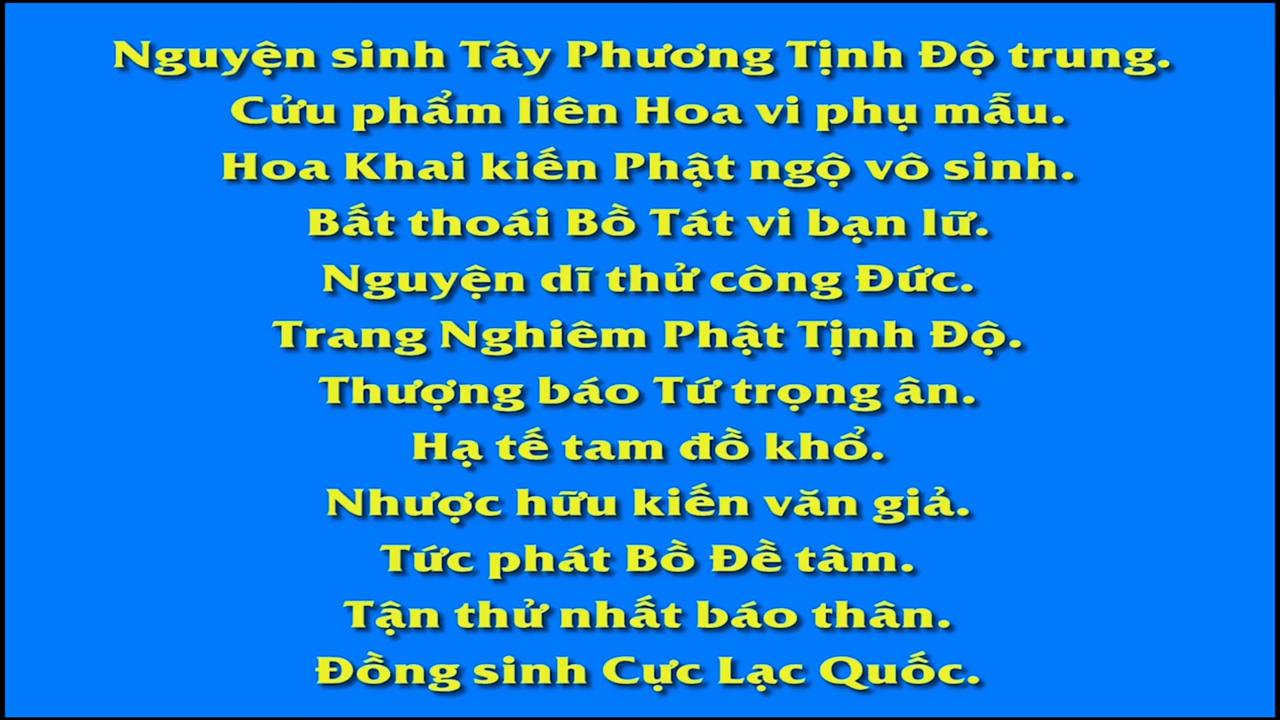 Nguyện sinh Tây Phương Tịnh Độ trung.
Cửu phẩm liên Hoa vi phụ mẫu.
Hoa Khai kiến Phật ngộ vô sinh.
Bất thoái Bồ Tát vi bạn lữ.
Nguyện dĩ thử công Đức.
Trang Nghiêm Phật Tịnh Độ.
Thượng báo Tứ trọng ân.
Hạ tế tam đồ khổ.
Nhược hữu kiến văn giả.
Tức phát Bồ Đề tâm.
Tận thử nhất báo thân.
Đồng sinh Cực Lạc Quốc.